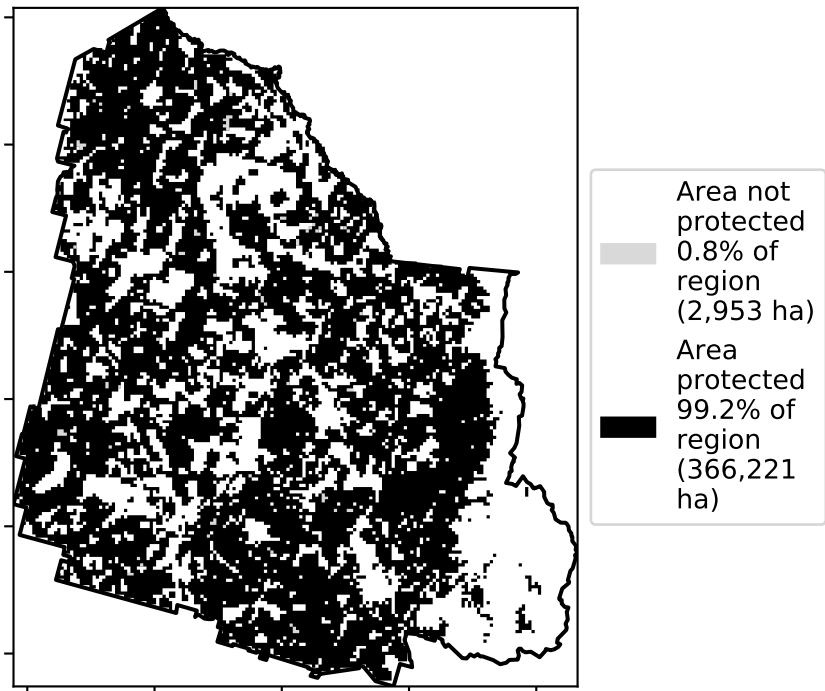 Area not
protected
0.8% of
region
(2,953 ha)
Area
protected
99.2% of
region
(366,221
ha)